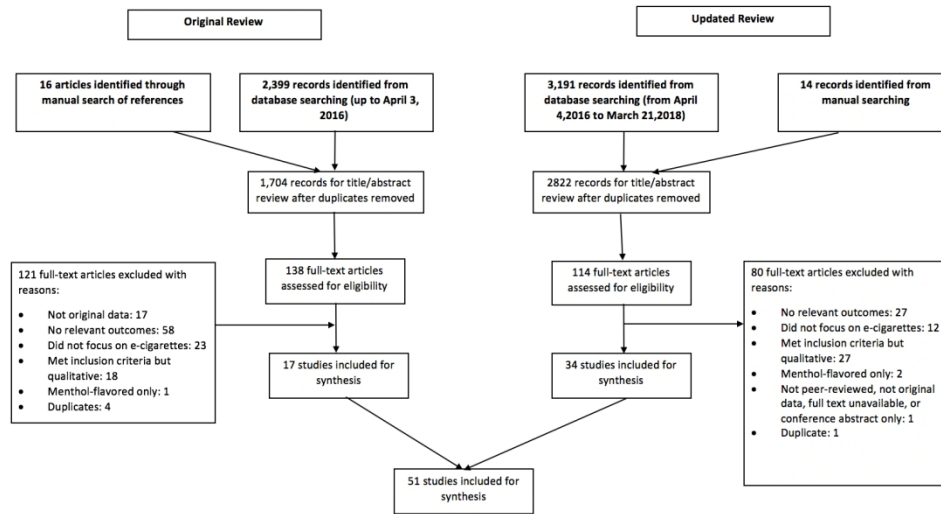 Original Review
Updated Review
16 articles identified through
manual search of references
2,399 records identified from
database searching (up to April 3,
2016)
3,191 records identified from
database searching (from April
4,2016 to March 21,2018)
14 records identified from
manual searching
1,704 records for title/abstract
review after duplicates removed
2822 records for title/abstract
review after duplicates removed
121 full-text articles excluded with
reasons:
• Not original data: 17
• No relevant outcomes: 58
• Did not focus on e-cigarettes: 23
• Met inclusion criteria but
qualitative: 18
• Menthol-flavored only: 1
• Duplicates: 4
138 full-text articles
assessed for eligibility
114 full-text articles
assessed for eligibility
80 full-text articles excluded with
reasons:
• No relevant outcomes: 27
• Did not focus on e-cigarettes: 12
• Met inclusion criteria but
qualitative: 27
• Menthol-flavored only: 2
• Not peer-reviewed, not original
data, full text unavailable, or
conference abstract only: 1
• Duplicate: 1
17 studies included for
synthesis
34 studies included for
synthesis
51 studies included for
synthesis